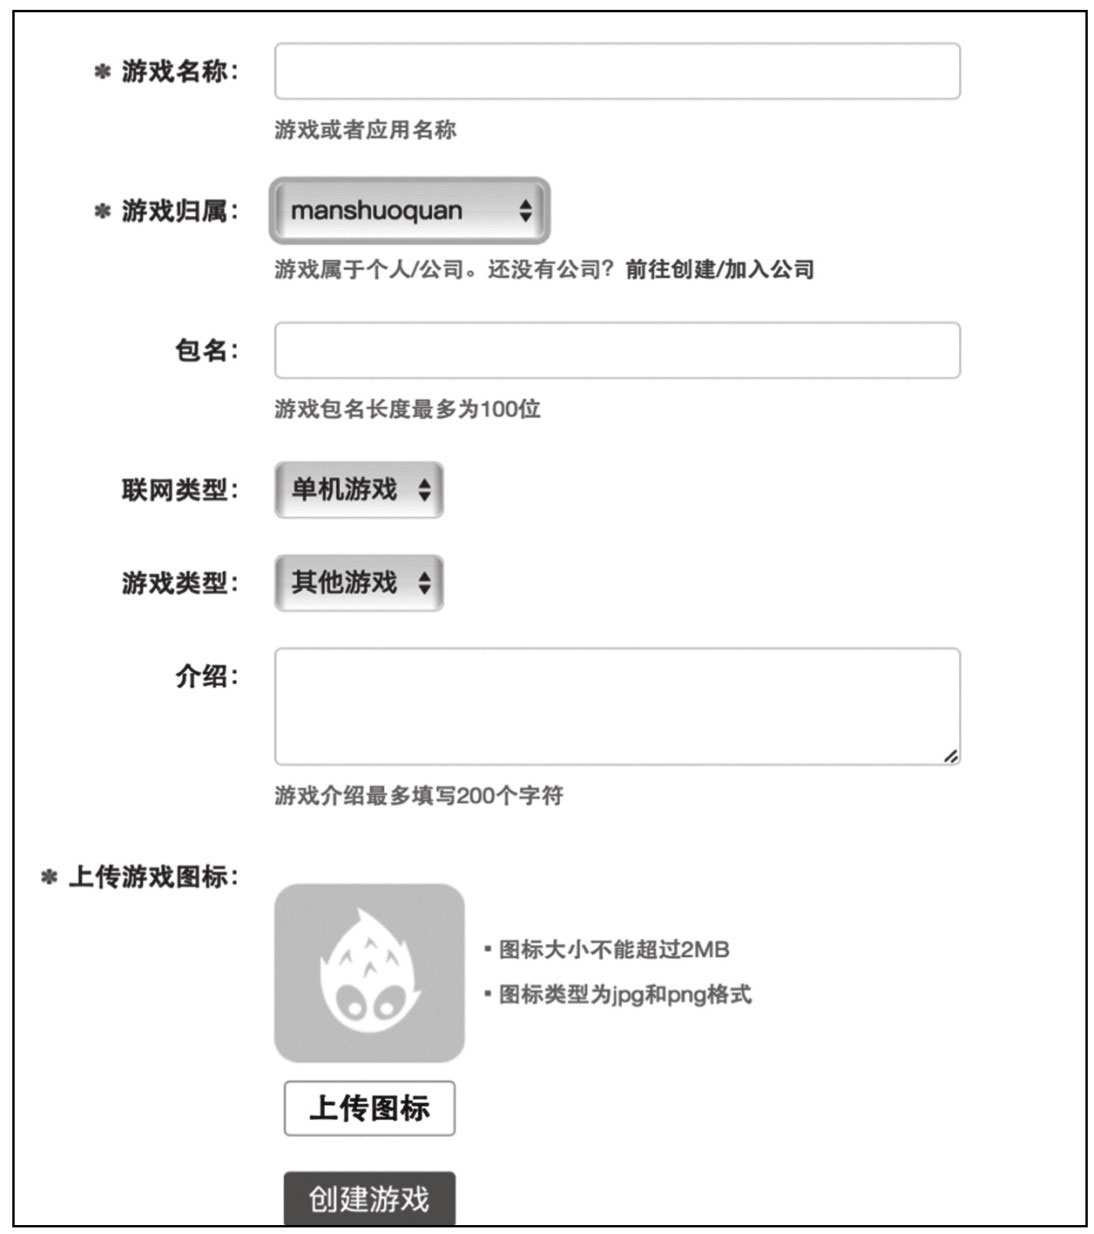 ✱ 游戏名称：
游戏或者应用名称
✱ 游戏归属： manshuoquan
游戏属于个人/公司。还没有公司？前往创建/加入公司
包名：
游戏包名长度最多为100位
联网类型： 单机游戏
游戏类型： 其他游戏
介绍：
游戏介绍最多填写200个字符
✱ 上传游戏图标：
▪ 图标大小不能超过2MB
▪ 图标类型为jpg和png格式
上传图标
创建游戏